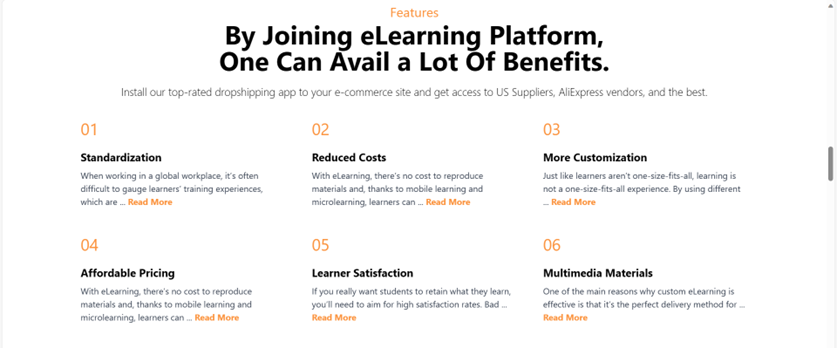 Features
By Joining eLearning Platform,
One Can Avail a Lot Of Benefits.
Install our top-rated dropshipping app to your e-commerce site and get access to US Suppliers, AliExpress vendors, and the best.
01
Standardization
When working in a global workplace, it's often
difficult to gauge learners' training experiences,
which are ... Read More
02
Reduced Costs
With eLearning, there's no cost to reproduce
materials and, thanks to mobile learning and
microlearning, learners can ... Read More
03
More Customization
Just like learners aren't one-size-fits-all, learning is
not a one-size-fits-all experience. By using different
... Read More
04
Affordable Pricing
With eLearning, there's no cost to reproduce
materials and, thanks to mobile learning and
microlearning, learners can ... Read More
05
Learner Satisfaction
If you really want students to retain what they learn,
you'll need to aim for high satisfaction rates. Bad ...
Read More
06
Multimedia Materials
One of the main reasons why custom eLearning is
effective is that it's the perfect delivery method for ...
Read More